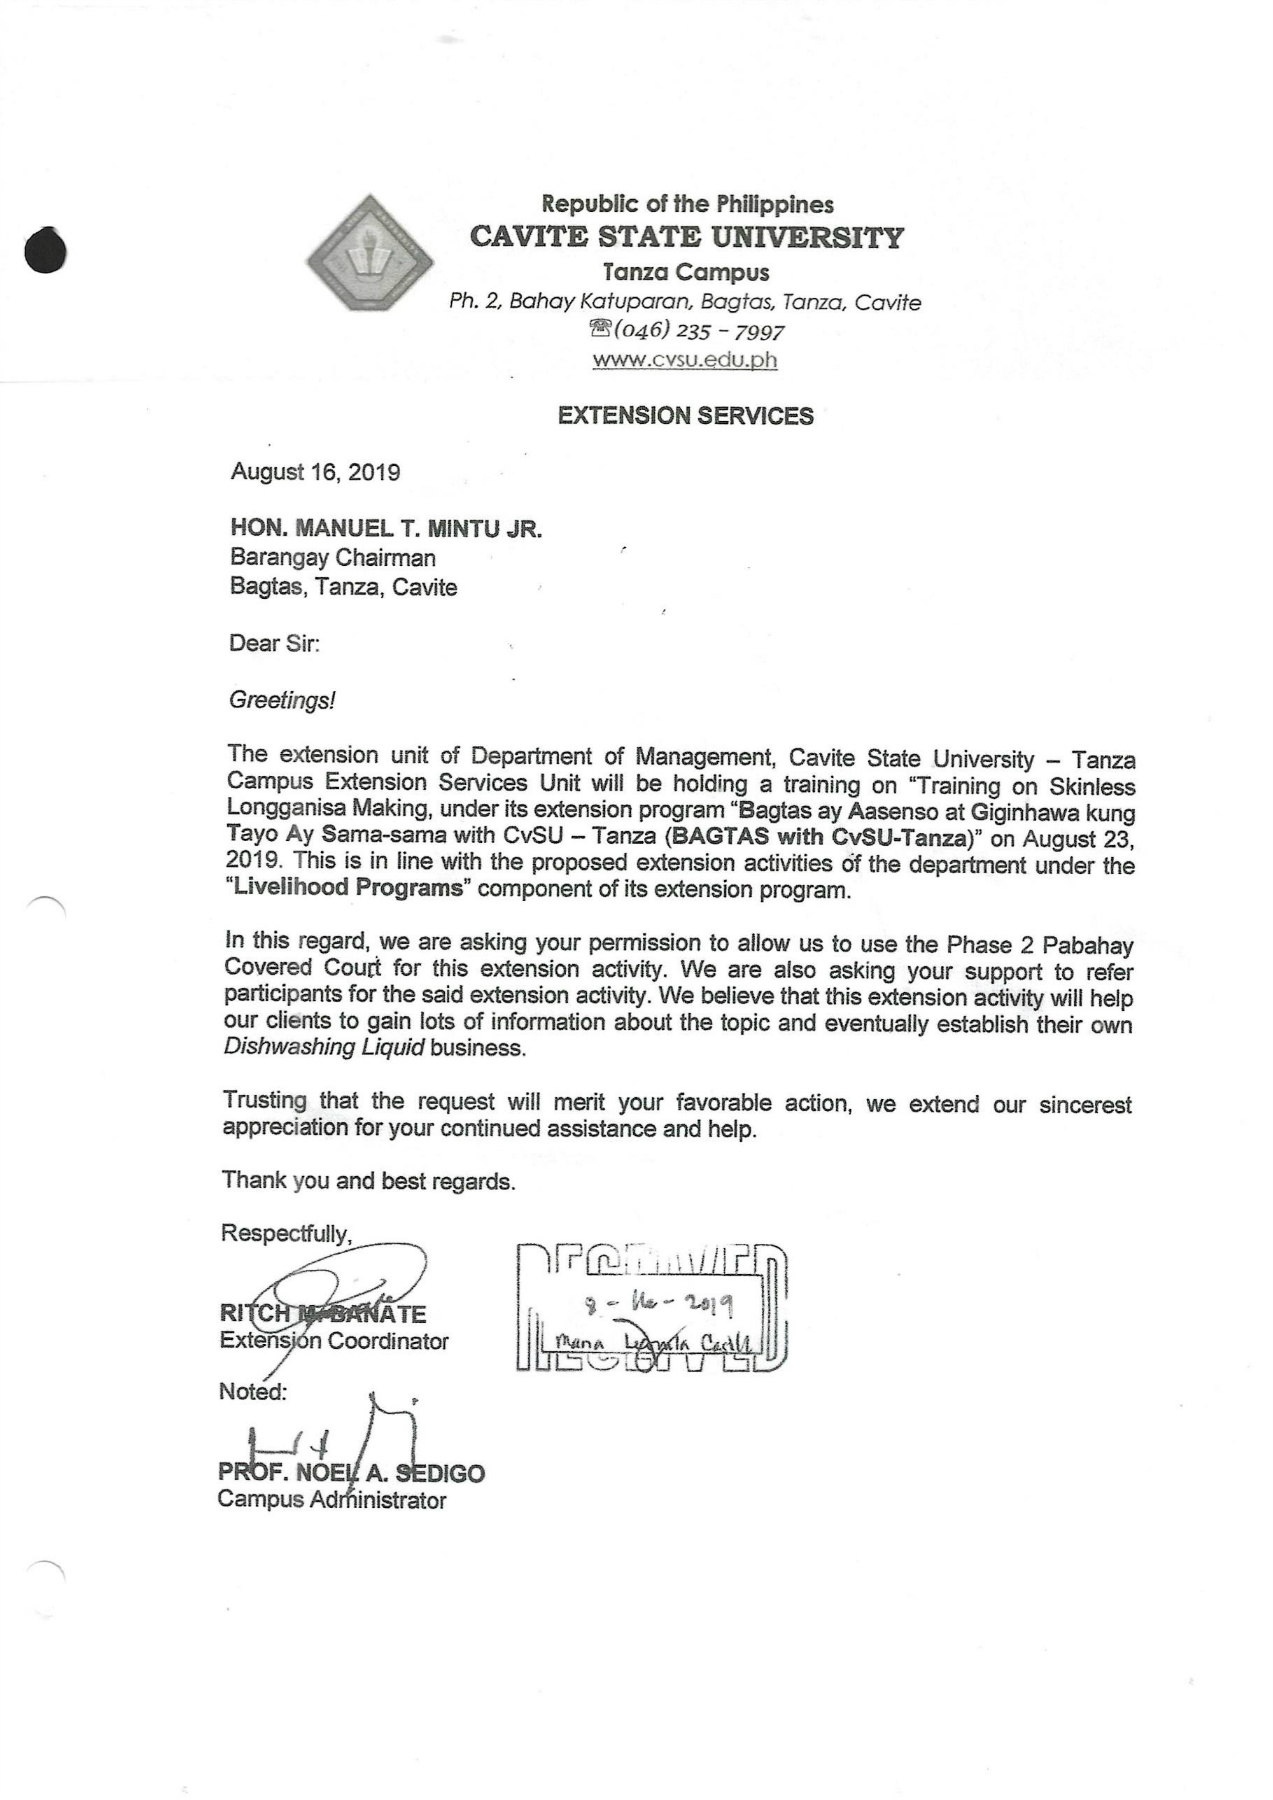 Republic of the Philippines
CAVITE STATE UNIVERSITY
Tanza Campus
Ph. 2, Bahay Katuparan, Bagtas, Tanza, Cavite
☎(046) 235 – 7997
www.cvsu.edu.ph
EXTENSION SERVICES
August 16, 2019
HON. MANUEL T. MINTU JR.
Barangay Chairman
Bagtas, Tanza, Cavite
Dear Sir:
Greetings!
The extension unit of Department of Management, Cavite State University – Tanza
Campus Extension Services Unit will be holding a training on “Training on Skinless
Longganisa Making, under its extension program “Bagtas ay Aasenso at Giginhawa kung
Tayo Ay Sama-sama with CvSU – Tanza (BAGTAS with CvSU-Tanza)” on August 23,
2019. This is in line with the proposed extension activities of the department under the
“Livelihood Programs” component of its extension program.
In this regard, we are asking your permission to allow us to use the Phase 2 Pabahay
Covered Court for this extension activity. We are also asking your support to refer
participants for the said extension activity. We believe that this extension activity will help
our clients to gain lots of information about the topic and eventually establish their own
Dishwashing Liquid business.
Trusting that the request will merit your favorable action, we extend our sincerest
appreciation for your continued assistance and help.
Thank you and best regards.
Respectfully,
RITCH M. BANATE
Extension Coordinator
RECEIVED
8 - 16 - 2019
Noted:
PROF. NOEL A. SEDIGO
Campus Administrator